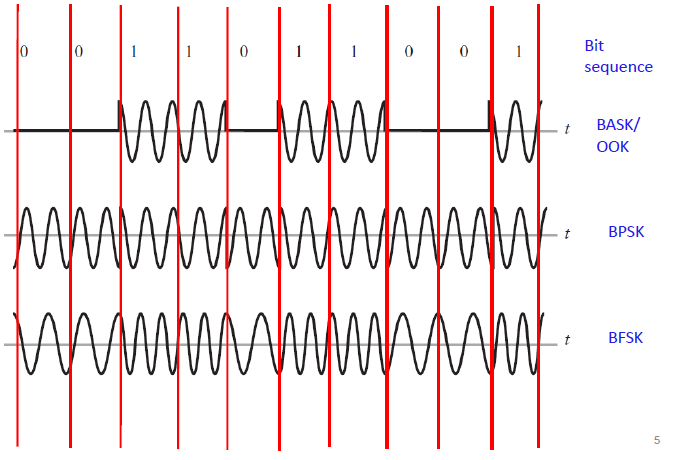 0 0 1 1 0 1 1 0 0 1
Bit
sequence
t
BASK/
OOK
t
BPSK
t
BFSK
5